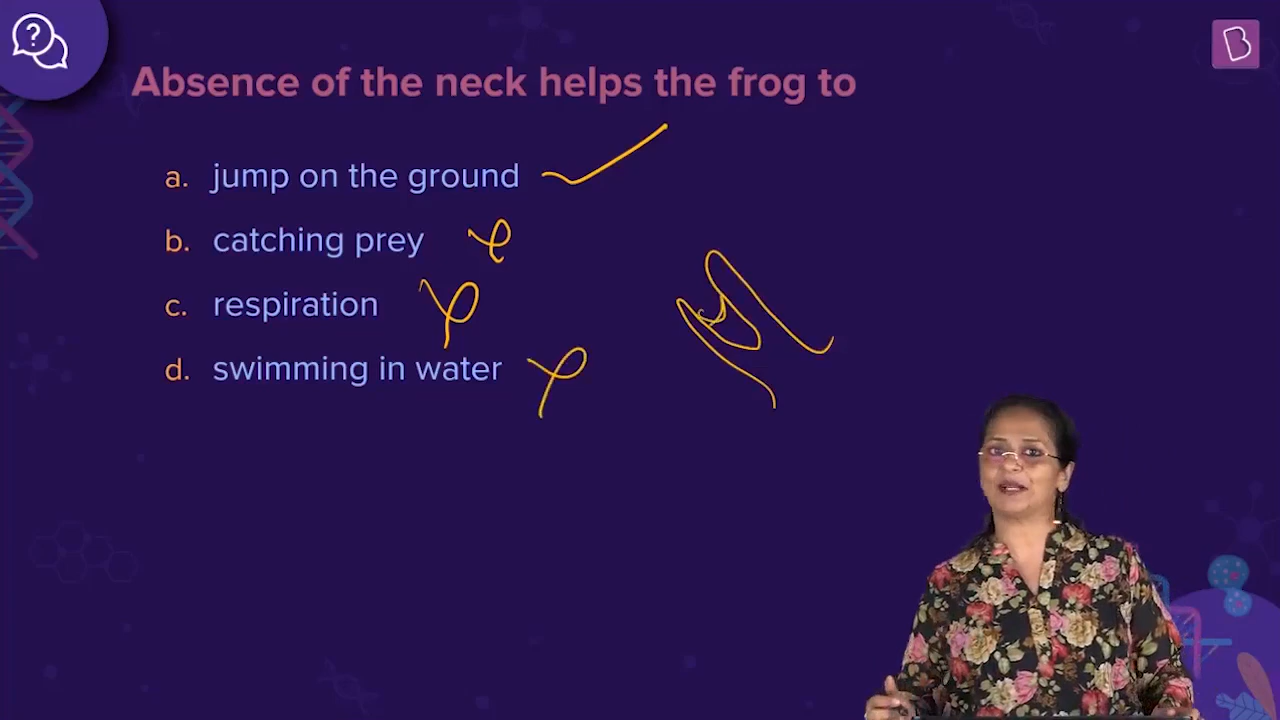 Absence of the neck helps the frog to
a. jump on the ground
b. catching prey
c. respiration
d. swimming in water